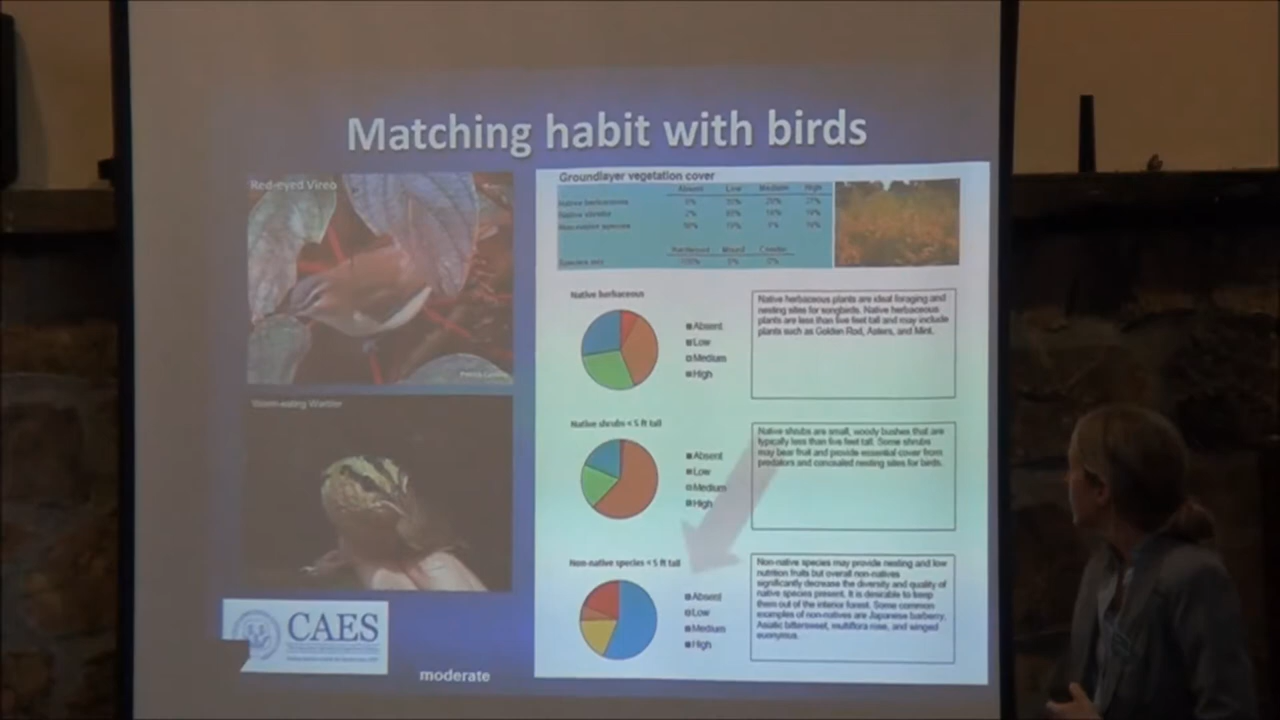 Matching habit with birds
Red-eyed Vireo
Groundlayer vegetation cover
Absent Low Medium High
Native herbaceous
Native shrubs
Non-native species
Hardwood Mixed Conifer
Species mix
Native herbaceous
Absent
Low
Medium
High
Native herbaceous plants are ideal foraging and
nesting sites for songbirds. Native herbaceous
plants are less than five feet tall and may include
plants such as Golden Rod, Asters, and Mint.
Worm-eating Warbler
Native shrubs < 5 ft tall
Absent
Low
Medium
High
Native shrubs are small, woody bushes that are
typically less than five feet tall. Some shrubs
may bear fruit and provide essential cover from
predators and concealed nesting sites for birds.
Non-native species < 5 ft tall
Absent
Low
Medium
High
Non-native species may provide nesting and low
nutrition fruits but overall non-natives
significantly decrease the diversity and quality of
native species present. It is desirable to keep
them out of the interior forest. Some common
examples of non-natives are Japanese barberry,
Asiatic bittersweet, multiflora rose, and winged
euonymus.
CAES
moderate